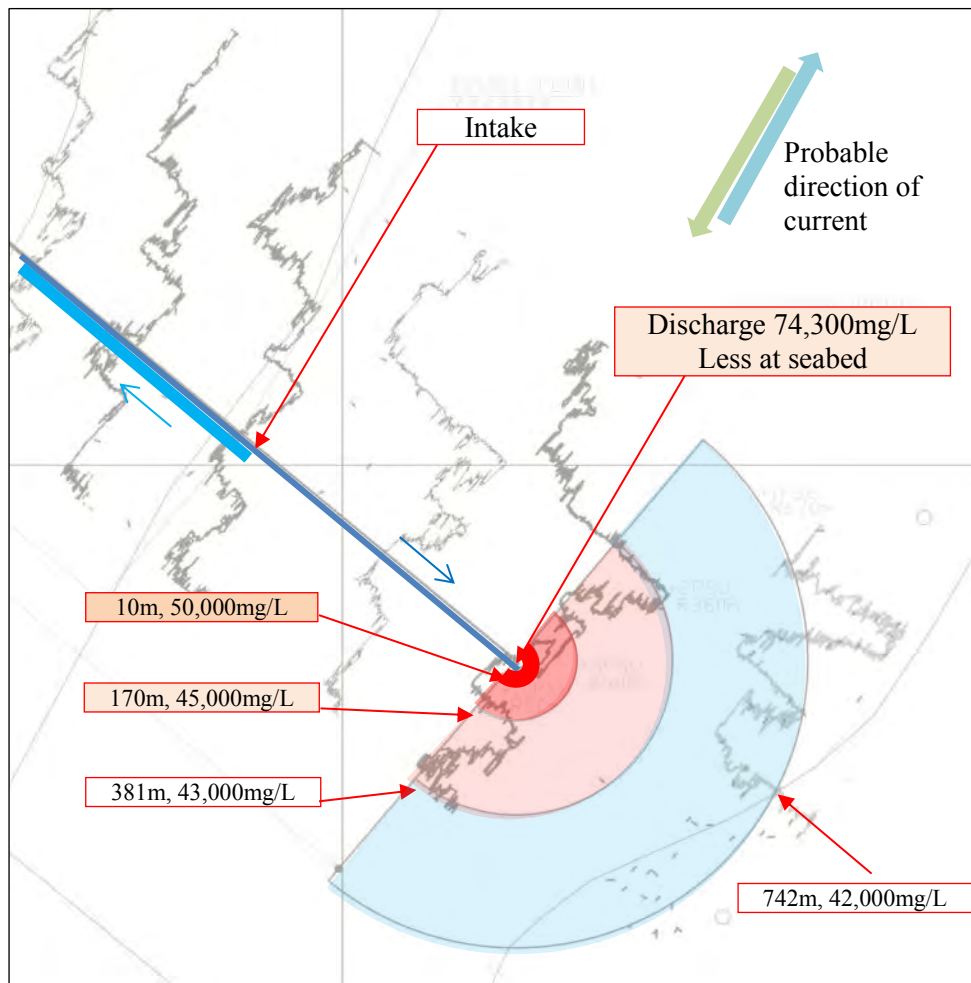 Intake
Probable
direction of
current
Discharge 74,300mg/L
Less at seabed
10m, 50,000mg/L
170m, 45,000mg/L
381m, 43,000mg/L
742m, 42,000mg/L